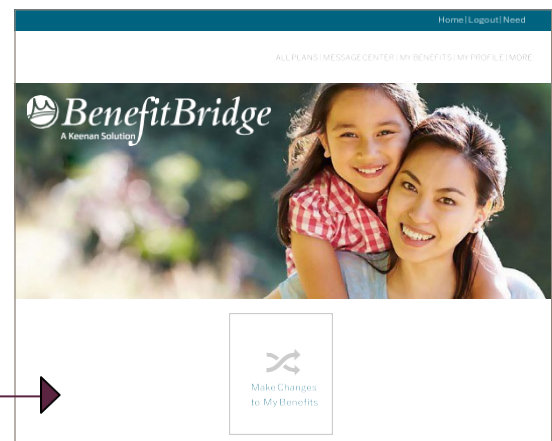 Home|Logout|Need
ALL PLANS | MESSAGE CENTER | MY BENEFITS | MY PROFILE | MORE
BenefitBridge
A Keenan Solution
Make Changes
to My Benefits